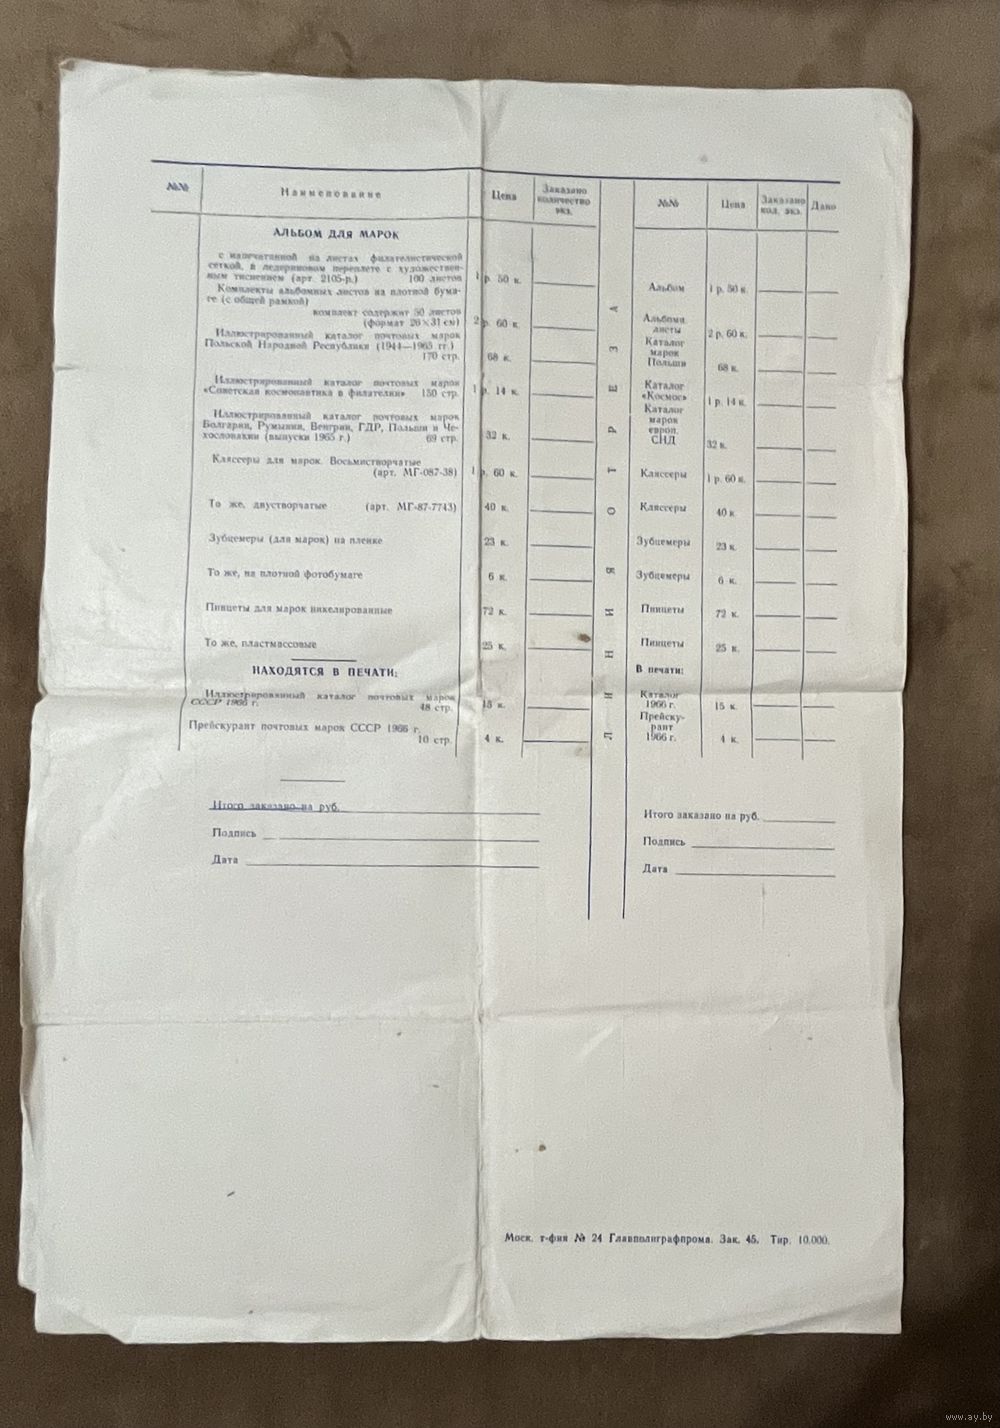 №№
Наименование
Цена
Заказано
количество
экз.
АЛЬБОМ ДЛЯ МАРОК
с напечатанной на листах филателистической
сеткой, в ледериновом переплете с художествен-
ным тиснением (арт. 2105-р.) 100 листов
1 р. 50 к.
Комплекты альбомных листов на плотной бума-
ге (с общей рамкой)
комплект содержит 50 листов
(формат 26×31 см)
2 р. 60 к.
Иллюстрированный каталог почтовых марок
Польской Народной Республики (1944—1965 гг.)
170 стр.
68 к.
Иллюстрированный каталог почтовых марок
«Советская космонавтика в филателии» 150 стр.
1 р. 14 к.
Иллюстрированный каталог почтовых марок
Болгарии, Румынии, Венгрии, ГДР, Польши и Че-
хословакии (выпуски 1965 г.) 69 стр.
32 к.
Кляссеры для марок. Восьмистворчатые
(арт. МГ-087-38)
1 р. 60 к.
То же, двустворчатые (арт. МГ-87-7743)
40 к.
Зубцемеры (для марок) на пленке
23 к.
То же, на плотной фотобумаге
6 к.
Пинцеты для марок никелированные
72 к.
То же, пластмассовые
25 к.
НАХОДЯТСЯ В ПЕЧАТИ:
Иллюстрированный каталог почтовых марок
СССР 1966 г. 48 стр.
15 к.
Прейскурант почтовых марок СССР 1966 г.
10 стр.
4 к.
Итого заказано на руб.
Подпись
Дата
ЛИНИЯ ОТРЕЗА
№№
Цена
Заказано
кол. экз.
Дано
Альбом 1 р. 50 к.
Альбомн.
листы 2 р. 60 к.
Каталог
марок
Польши 68 к.
Каталог
«Космос» 1 р. 14 к.
Каталог
марок
европ.
СНД 32 к.
Кляссеры 1 р. 60 к.
Кляссеры 40 к.
Зубцемеры 23 к.
Зубцемеры 6 к.
Пинцеты 72 к.
Пинцеты 25 к.
В печати:
Каталог
1966 г. 15 к.
Прейску-
рант
1966 г. 4 к.
Итого заказано на руб.
Подпись
Дата
Моск. т-фия № 24 Главполиграфпрома. Зак. 45. Тир. 10.000.
www.ay.by